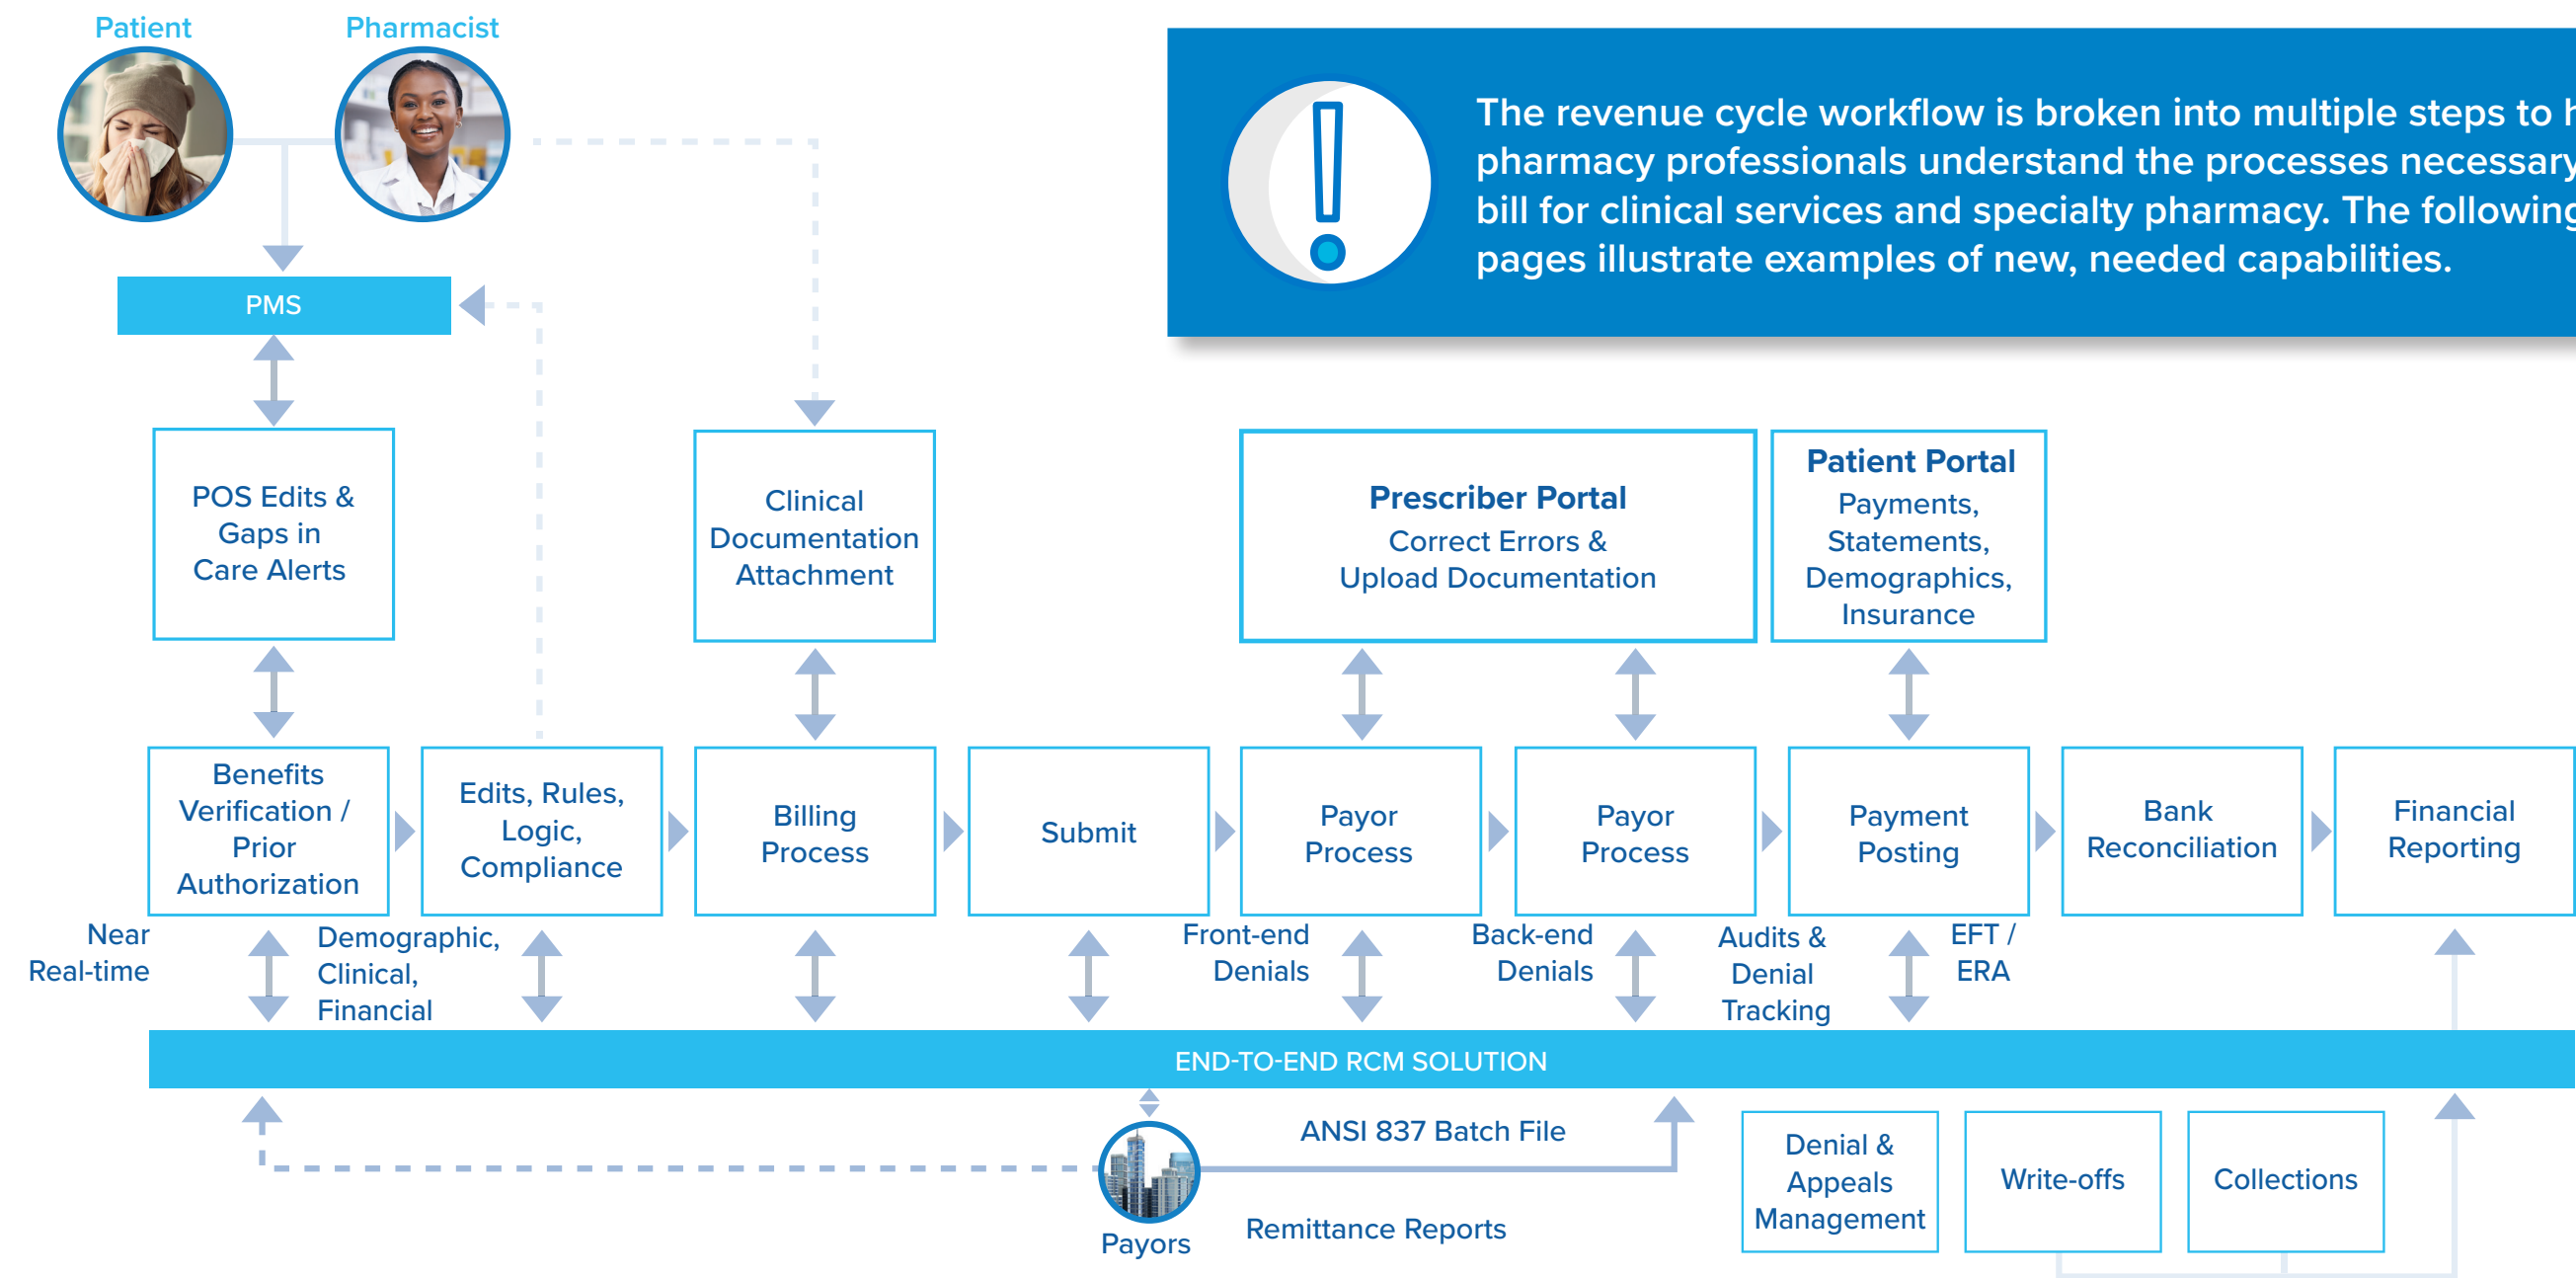 Patient
Pharmacist
The revenue cycle workflow is broken into multiple steps to
pharmacy professionals understand the processes necessary
bill for clinical services and specialty pharmacy. The following
pages illustrate examples of new, needed capabilities.
PMS
POS Edits &
Gaps in
Care Alerts
Clinical
Documentation
Attachment
Prescriber Portal
Correct Errors &
Upload Documentation
Patient Portal
Payments,
Statements,
Demographics,
Insurance
Benefits
Verification /
Prior
Authorization
Edits, Rules,
Logic,
Compliance
Billing
Process
Submit
Payor
Process
Payor
Process
Payment
Posting
Bank
Reconciliation
Financial
Reporting
Near
Real-time
Demographic,
Clinical,
Financial
Front-end
Denials
Back-end
Denials
Audits &
Denial
Tracking
EFT /
ERA
END-TO-END RCM SOLUTION
ANSI 837 Batch File
Payors
Remittance Reports
Denial &
Appeals
Management
Write-offs
Collections